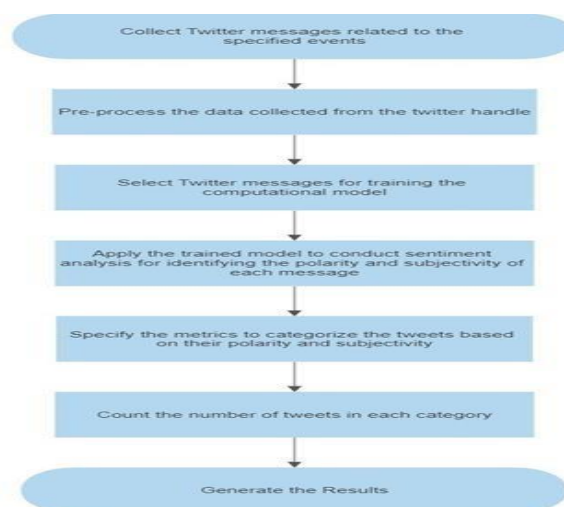 Collect Twitter messages related to the
specified events
Pre-process the data collected from the twitter handle
Select Twitter messages for training the
computational model
Apply the trained model to conduct sentiment
analysis for identifying the polarity and subjectivity of
each message
Specify the metrics to categorize the tweets based
on their polarity and subjectivity
Count the number of tweets in each category
Generate the Results